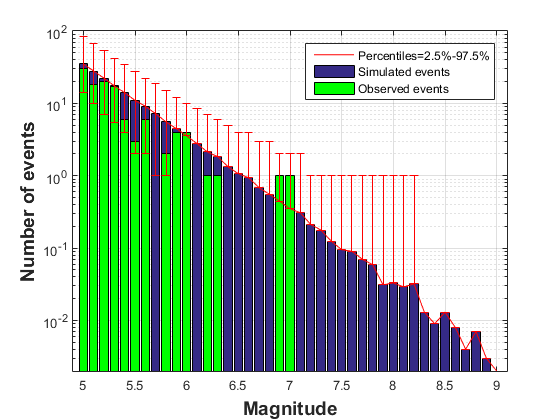 Percentiles=2.5%-97.5%
Simulated events
Observed events
Number of events
10²
10¹
10⁰
10⁻¹
10⁻²
5 5.5 6 6.5 7 7.5 8 8.5 9
Magnitude